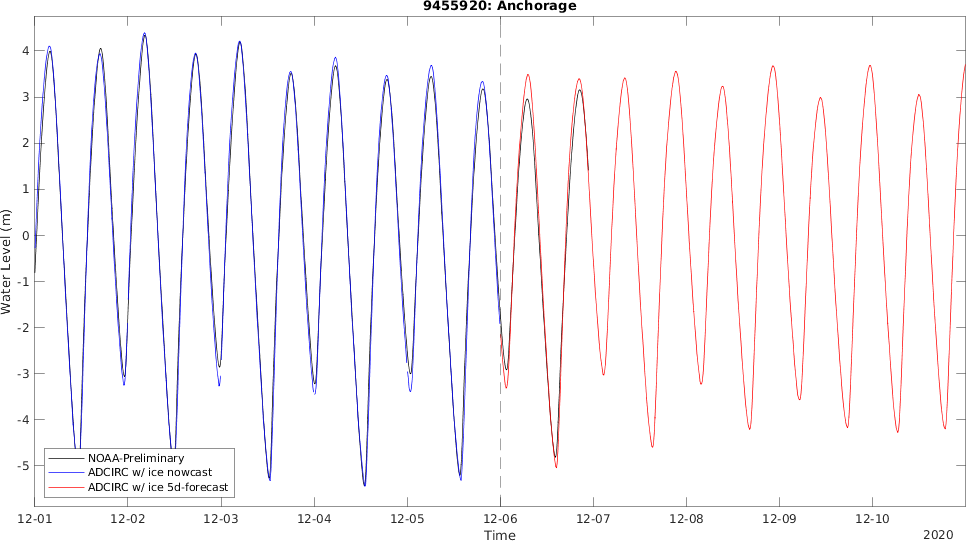 9455920: Anchorage
Water Level (m)
4
3
2
1
0
-1
-2
-3
-4
-5
NOAA-Preliminary
ADCIRC w/ ice nowcast
ADCIRC w/ ice 5d-forecast
12-01 12-02 12-03 12-04 12-05 12-06 12-07 12-08 12-09 12-10
Time
2020